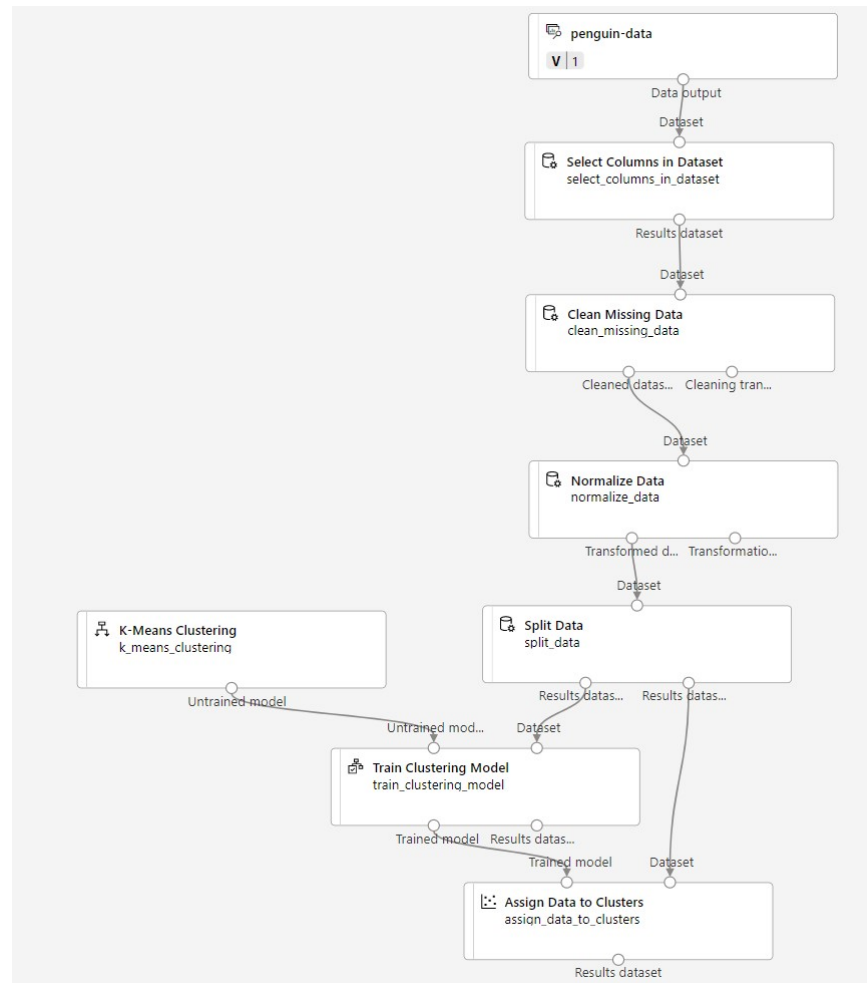 penguin-data
V 1
Data output
Dataset
Select Columns in Dataset
select_columns_in_dataset
Results dataset
Dataset
Clean Missing Data
clean_missing_data
Cleaned datas... Cleaning tran...
Dataset
Normalize Data
normalize_data
Transformed d... Transformatio...
Dataset
K-Means Clustering
k_means_clustering
Untrained model
Split Data
split_data
Results datas... Results datas...
Untrained mod... Dataset
Train Clustering Model
train_clustering_model
Trained model Results datas...
Trained model Dataset
Assign Data to Clusters
assign_data_to_clusters
Results dataset